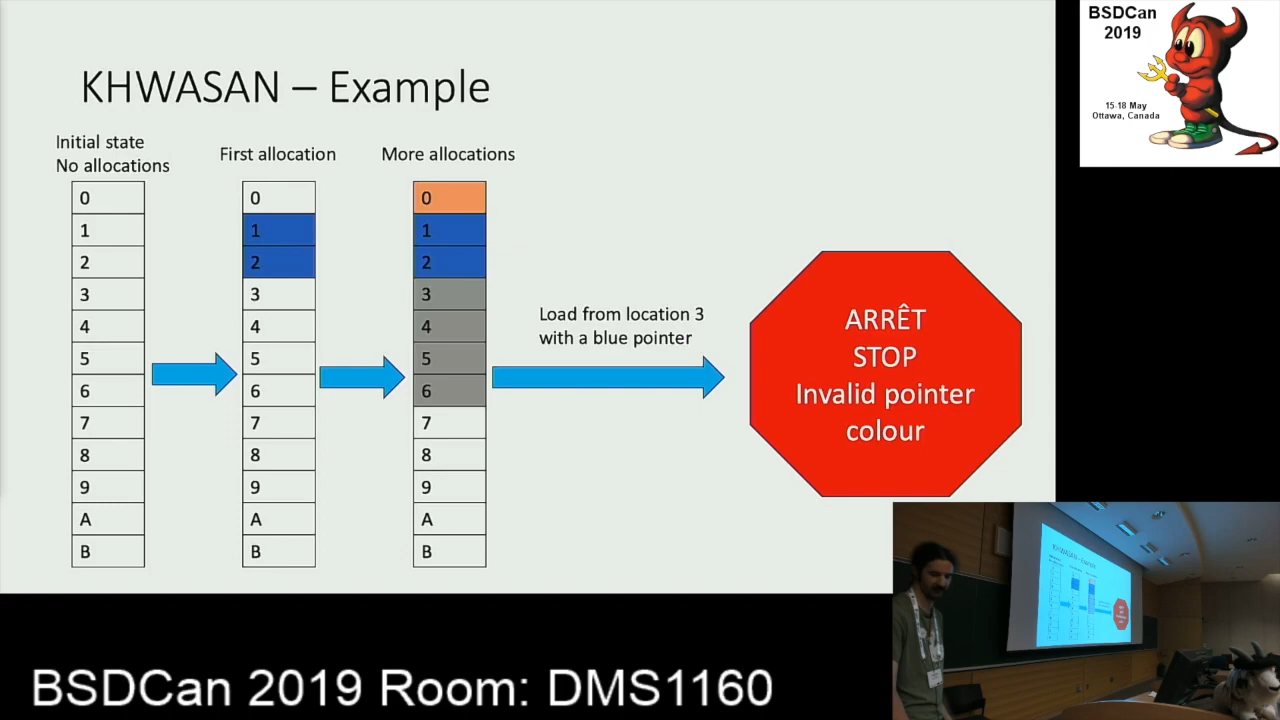 KHWASAN – Example
Initial state
No allocations
First allocation
More allocations
0
1
2
3
4
5
6
7
8
9
A
B
0
1
2
3
4
5
6
7
8
9
A
B
0
1
2
3
4
5
6
7
8
9
A
B
Load from location 3
with a blue pointer
ARRÊT
STOP
Invalid pointer
colour
BSDCan
2019
15-18 May
Ottawa, Canada
KHWASAN – Example
BSDCan 2019 Room: DMS1160